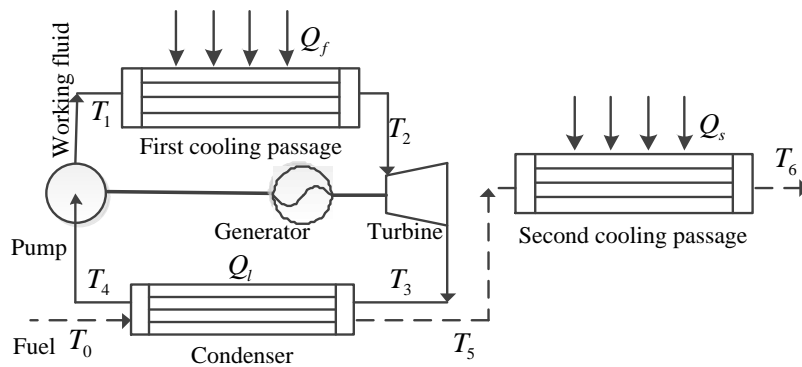 Q_f
Working fluid
T_1
First cooling passage
T_2
Q_s
T_6
Generator
Turbine
Second cooling passage
Pump
T_4
Q_l
T_3
Fuel
T_0
Condenser
T_5